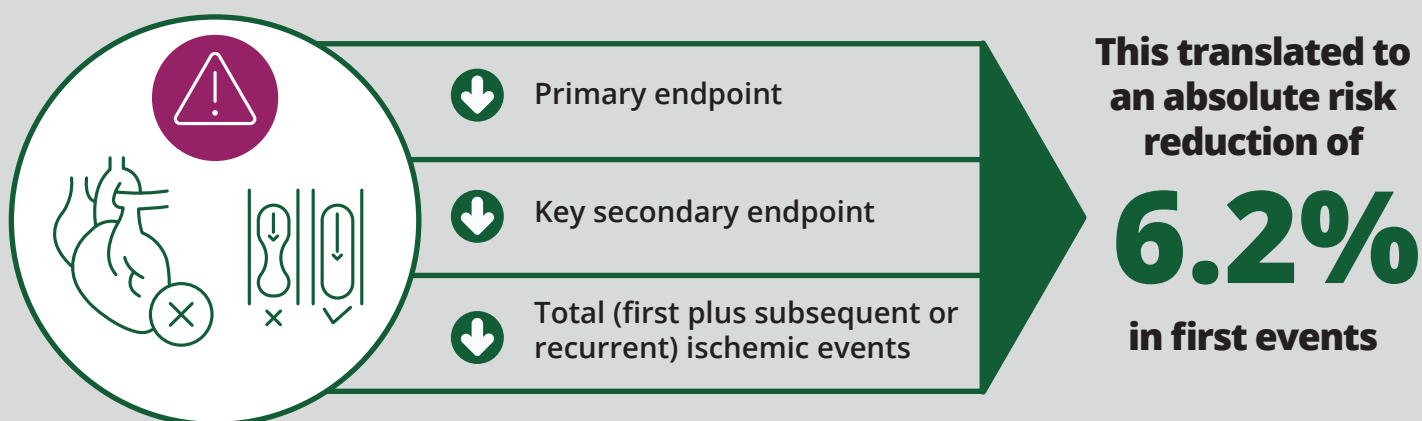 Primary endpoint
Key secondary endpoint
Total (first plus subsequent or
recurrent) ischemic events
This translated to
an absolute risk
reduction of
6.2%
in first events